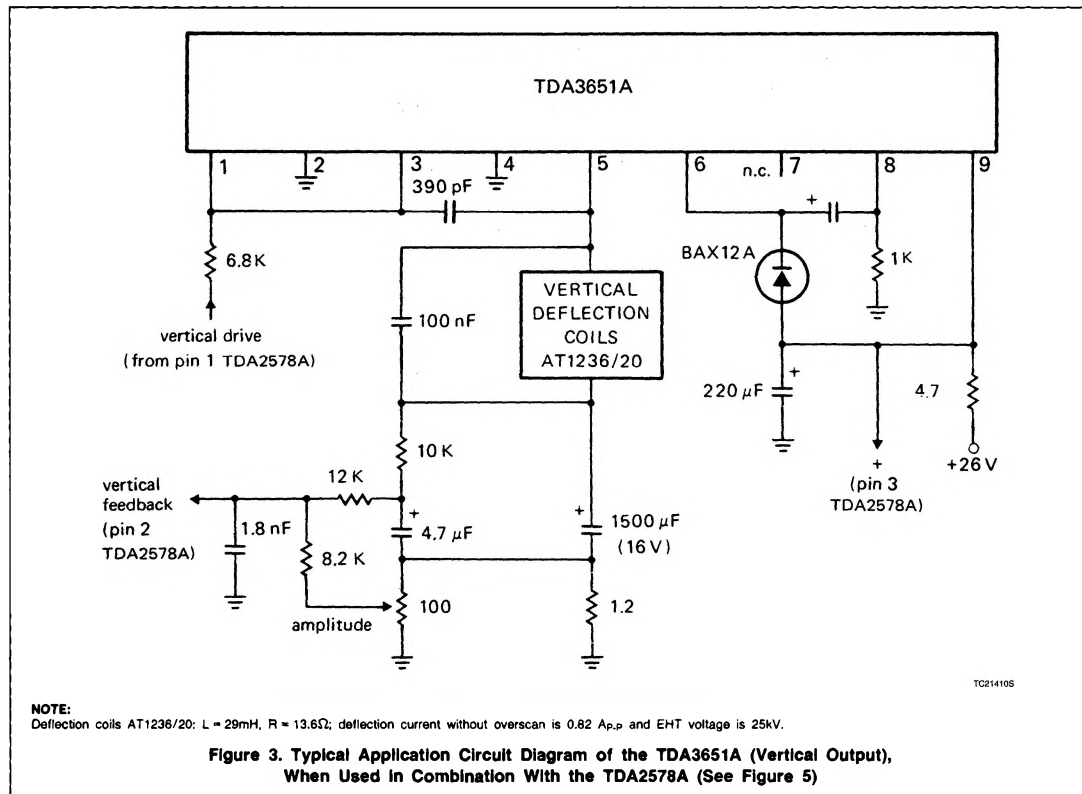 TDA3651A
1 2 3 4 5 6 7 8 9
n.c.
390 pF
6.8 K
vertical drive
(from pin 1 TDA2578A)
100 nF
VERTICAL
DEFLECTION
COILS
AT1236/20
BAX12A
+
1K
220 µF
+
4.7
+26 V
+
(pin 3
TDA2578A)
10 K
12 K
vertical
feedback
(pin 2
TDA2578A)
1.8 nF
8.2 K
+
4.7 µF
+
1500 µF
(16 V)
amplitude
100
1.2
TC21410S
NOTE:
Deflection coils AT1236/20: L = 29mH, R = 13.6Ω; deflection current without overscan is 0.82 AP-P and EHT voltage is 25kV.
Figure 3. Typical Application Circuit Diagram of the TDA3651A (Vertical Output),
When Used in Combination With the TDA2578A (See Figure 5)